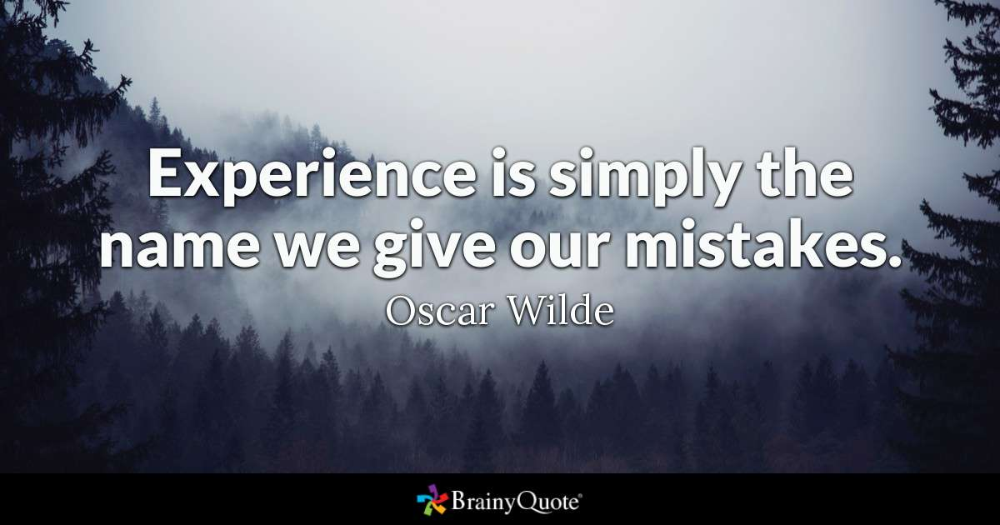 Experience is simply the
name we give our mistakes.
Oscar Wilde
BrainyQuote®